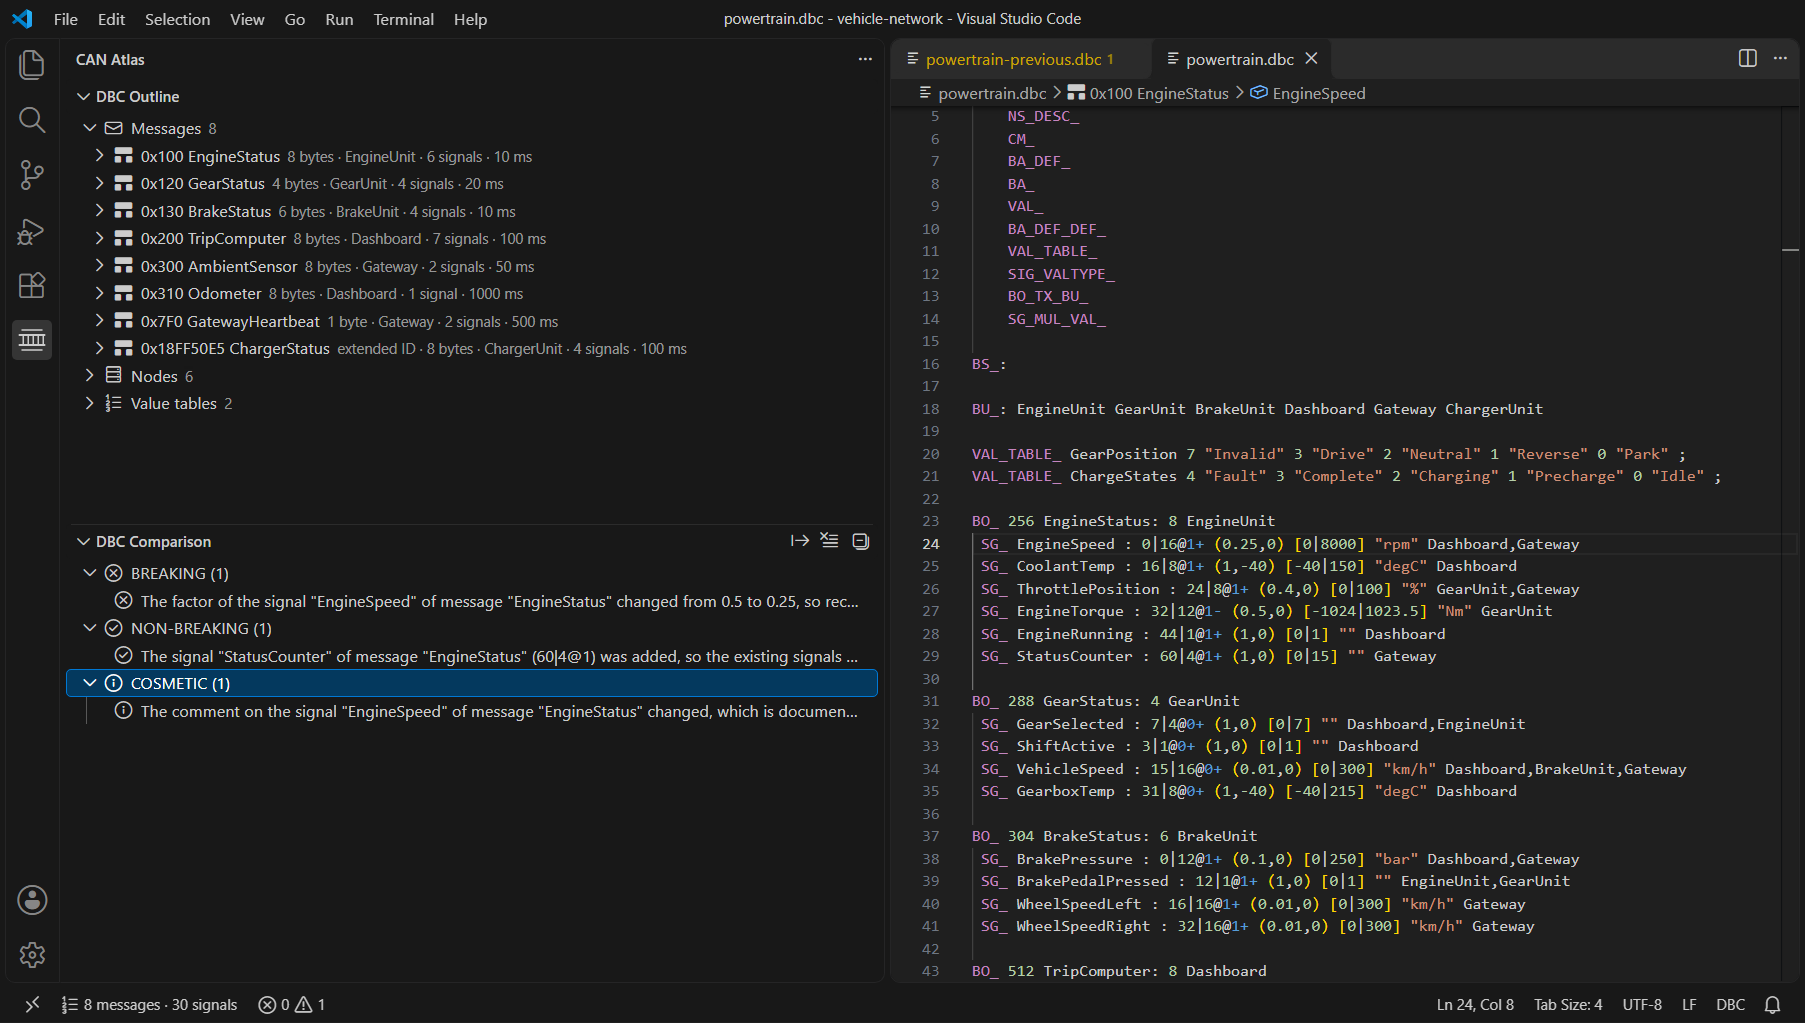 File Edit Selection View Go Run Terminal Help
powertrain.dbc - vehicle-network - Visual Studio Code
CAN Atlas
DBC Outline
Messages 8
0x100 EngineStatus 8 bytes · EngineUnit · 6 signals · 10 ms
0x120 GearStatus 4 bytes · GearUnit · 4 signals · 20 ms
0x130 BrakeStatus 6 bytes · BrakeUnit · 4 signals · 10 ms
0x200 TripComputer 8 bytes · Dashboard · 7 signals · 100 ms
0x300 AmbientSensor 8 bytes · Gateway · 2 signals · 50 ms
0x310 Odometer 8 bytes · Dashboard · 1 signal · 1000 ms
0x7F0 GatewayHeartbeat 1 byte · Gateway · 2 signals · 500 ms
0x18FF50E5 ChargerStatus extended ID · 8 bytes · ChargerUnit · 4 signals · 100 ms
Nodes 6
Value tables 2
DBC Comparison
BREAKING (1)
The factor of the signal "EngineSpeed" of message "EngineStatus" changed from 0.5 to 0.25, so rec...
NON-BREAKING (1)
The signal "StatusCounter" of message "EngineStatus" (60|4@1) was added, so the existing signals ...
COSMETIC (1)
The comment on the signal "EngineSpeed" of message "EngineStatus" changed, which is documen...
powertrain-previous.dbc 1
powertrain.dbc
powertrain.dbc > 0x100 EngineStatus > EngineSpeed
5 NS_DESC_
6 CM_
7 BA_DEF_
8 BA_
9 VAL_
10 BA_DEF_DEF_
11 VAL_TABLE_
12 SIG_VALTYPE_
13 BO_TX_BU_
14 SG_MUL_VAL_
15
16 BS_:
17
18 BU_: EngineUnit GearUnit BrakeUnit Dashboard Gateway ChargerUnit
19
20 VAL_TABLE_ GearPosition 7 "Invalid" 3 "Drive" 2 "Neutral" 1 "Reverse" 0 "Park" ;
21 VAL_TABLE_ ChargeStates 4 "Fault" 3 "Complete" 2 "Charging" 1 "Precharge" 0 "Idle" ;
22
23 BO_ 256 EngineStatus: 8 EngineUnit
24 SG_ EngineSpeed : 0|16@1+ (0.25,0) [0|8000] "rpm" Dashboard,Gateway
25 SG_ CoolantTemp : 16|8@1+ (1,-40) [-40|150] "degC" Dashboard
26 SG_ ThrottlePosition : 24|8@1+ (0.4,0) [0|100] "%" GearUnit,Gateway
27 SG_ EngineTorque : 32|12@1- (0.5,0) [-1024|1023.5] "Nm" GearUnit
28 SG_ EngineRunning : 44|1@1+ (1,0) [0|1] "" Dashboard
29 SG_ StatusCounter : 60|4@1+ (1,0) [0|15] "" Gateway
30
31 BO_ 288 GearStatus: 4 GearUnit
32 SG_ GearSelected : 7|4@0+ (1,0) [0|7] "" Dashboard,EngineUnit
33 SG_ ShiftActive : 3|1@0+ (1,0) [0|1] "" Dashboard
34 SG_ VehicleSpeed : 15|16@0+ (0.01,0) [0|300] "km/h" Dashboard,BrakeUnit,Gateway
35 SG_ GearboxTemp : 31|8@0+ (1,-40) [-40|215] "degC" Dashboard
36
37 BO_ 304 BrakeStatus: 6 BrakeUnit
38 SG_ BrakePressure : 0|12@1+ (0.1,0) [0|250] "bar" Dashboard,Gateway
39 SG_ BrakePedalPressed : 12|1@1+ (1,0) [0|1] "" EngineUnit,GearUnit
40 SG_ WheelSpeedLeft : 16|16@1+ (0.01,0) [0|300] "km/h" Gateway
41 SG_ WheelSpeedRight : 32|16@1+ (0.01,0) [0|300] "km/h" Gateway
42
43 BO_ 512 TripComputer: 8 Dashboard
8 messages · 30 signals 0 1
Ln 24, Col 8 Tab Size: 4 UTF-8 LF DBC